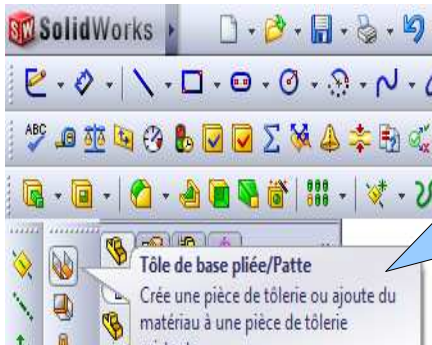 SolidWorks
ABC
Tôle de base pliée/Patte
Crée une pièce de tôlerie ou ajoute du
matériau à une pièce de tôlerie